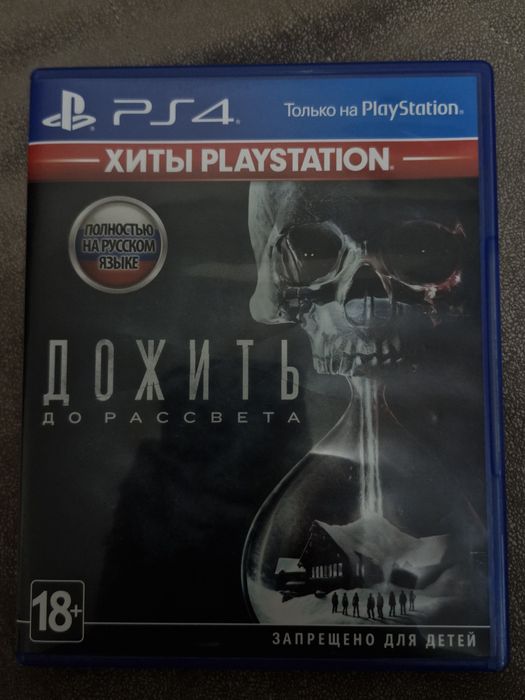 PS4
Только на PlayStation
ХИТЫ PLAYSTATION
ПОЛНОСТЬЮ
НА РУССКОМ
ЯЗЫКЕ
ДОЖИТЬ
ДО РАССВЕТА
18+
ЗАПРЕЩЕНО ДЛЯ ДЕТЕЙ